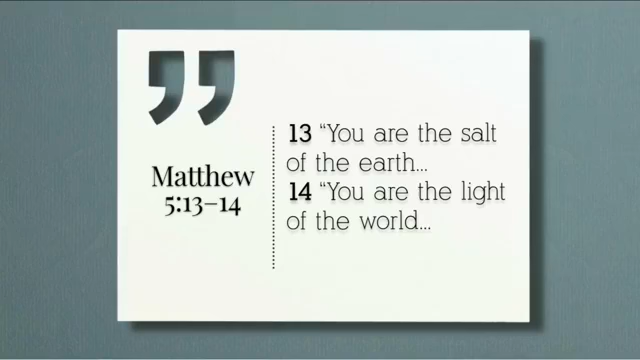 Matthew
5:13–14
13 “You are the salt
of the earth...
14 “You are the light
of the world...